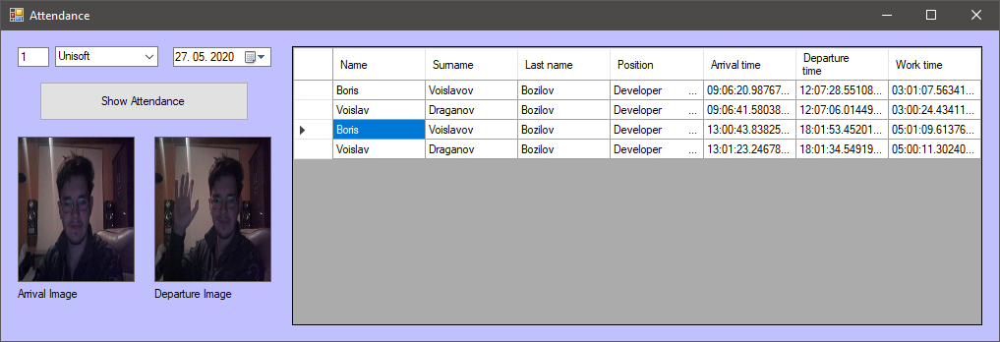 Attendance
1 Unisoft 27. 05. 2020
Show Attendance
Arrival Image Departure Image
Name Surname Last name Position Arrival time Departure time Work time
Boris Voislavov Bozilov Developer ... 09:06:20.98767... 12:07:28.55108... 03:01:07.56341...
Voislav Draganov Bozilov Developer ... 09:06:41.58038... 12:07:06.01449... 03:00:24.43411...
Boris Voislavov Bozilov Developer ... 13:00:43.83825... 18:01:53.45201... 05:01:09.61376...
Voislav Draganov Bozilov Developer ... 13:01:23.24678... 18:01:34.54919... 05:00:11.30240...